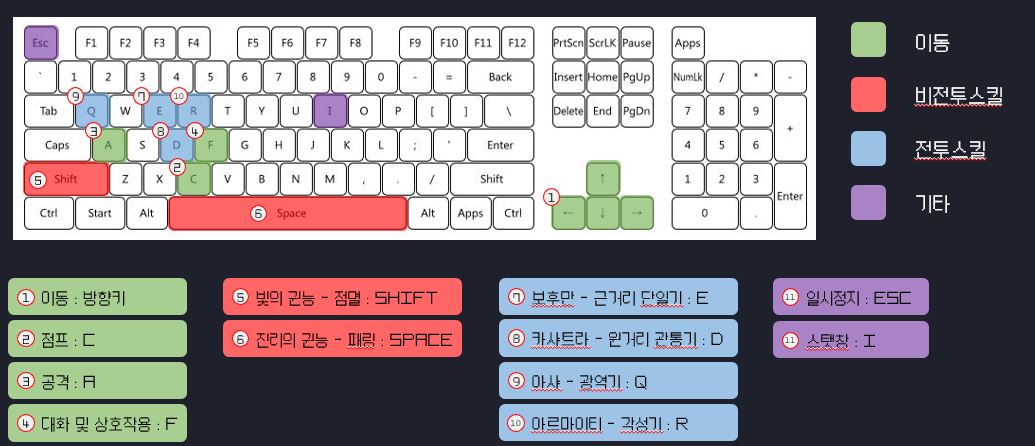 Esc F1 F2 F3 F4 F5 F6 F7 F8 F9 F10 F11 F12 PrtScn ScrLK Pause Apps
` 1 2 3 4 5 6 7 8 9 0 - = Back Insert Home PgUp NumLk / * -
⑨ ⑦ ⑩
Tab Q W E R T Y U I O P [ ] \ Delete End PgDn 7 8 9 +
③ ⑧ ④
Caps A S D F G H J K L ; ' Enter 4 5 6
②
⑤ Shift Z X C V B N M , . / Shift ↑ 1 2 3 Enter
①
Ctrl Start Alt ⑥ Space Alt Apps Ctrl ← ↓ → 0 .
이동
비전투스킬
전투스킬
기타
① 이동 : 방향키
② 점프 : C
③ 공격 : A
④ 대화 및 상호작용 : F
⑤ 빛의 권능 - 점멸 : SHIFT
⑥ 진리의 권능 - 패링 : SPACE
⑦ 보후만 - 근거리 단일기 : E
⑧ 카샤트라 - 원거리 관통기 : D
⑨ 아샤 - 광역기 : Q
⑩ 아르마이티 - 각성기 : R
⑪ 일시정지 : ESC
⑪ 스탯창 : I